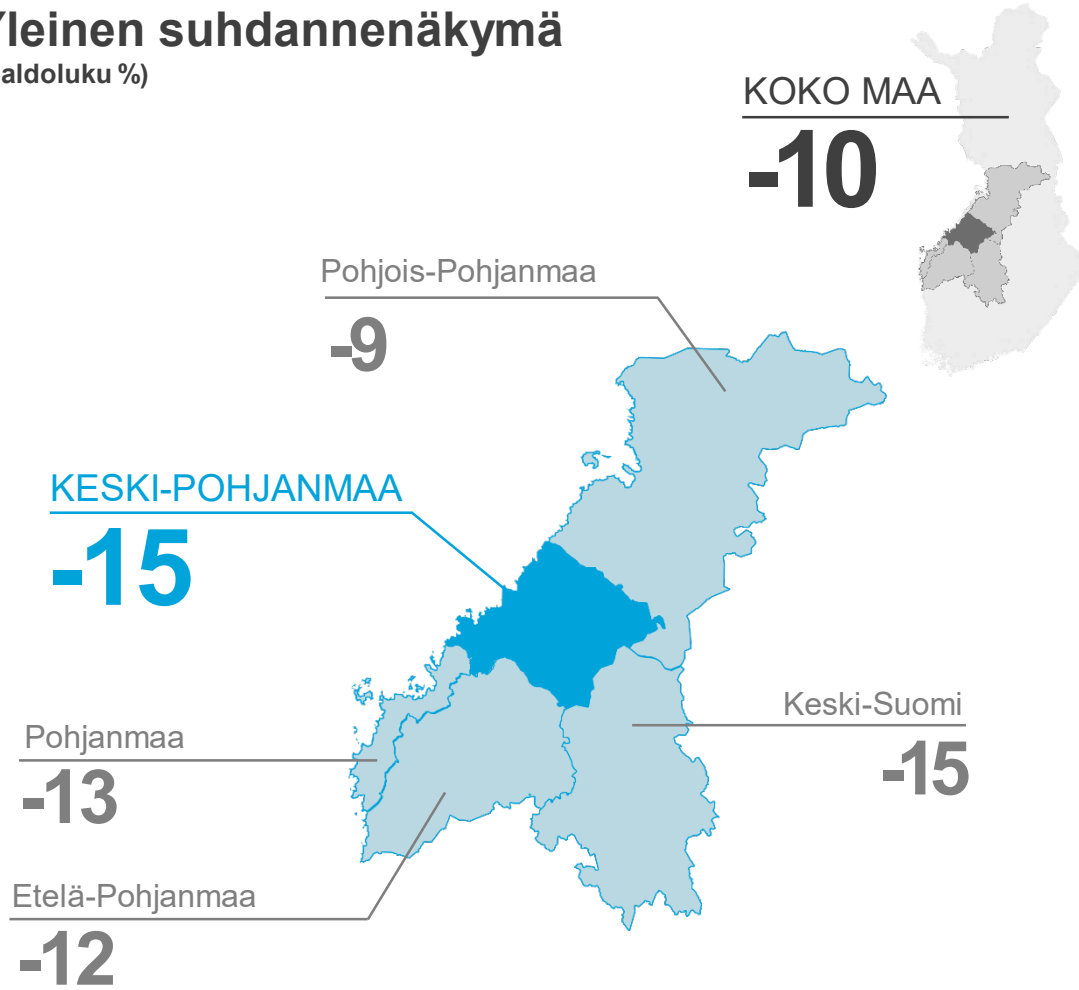 Yleinen suhdannenäkymä
aldoluku %)
KOKO MAA
-10
Pohjois-Pohjanmaa
-9
KESKI-POHJANMAA
-15
Keski-Suomi
-15
Pohjanmaa
-13
Etelä-Pohjanmaa
-12